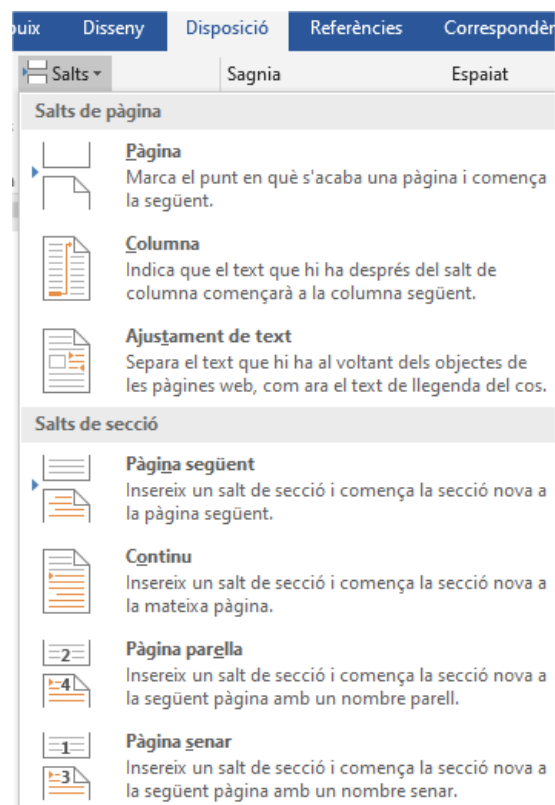 Disseny Disposició Referències
Salts Sagnia Espaiat
Salts de pàgina
Pàgina
Marca el punt en què s'acaba una pàgina i comença
la següent.
Columna
Indica que el text que hi ha després del salt de
columna començarà a la columna següent.
Ajustament de text
Separa el text que hi ha al voltant dels objectes de
les pàgines web, com ara el text de llegenda del cos.
Salts de secció
Pàgina següent
Insereix un salt de secció i comença la secció nova a
la pàgina següent.
Continu
Insereix un salt de secció i comença la secció nova a
la mateixa pàgina.
2
4
Pàgina parella
Insereix un salt de secció i comença la secció nova a
la següent pàgina amb un nombre parell.
1
3
Pàgina senar
Insereix un salt de secció i comença la secció nova a
la següent pàgina amb un nombre senar.